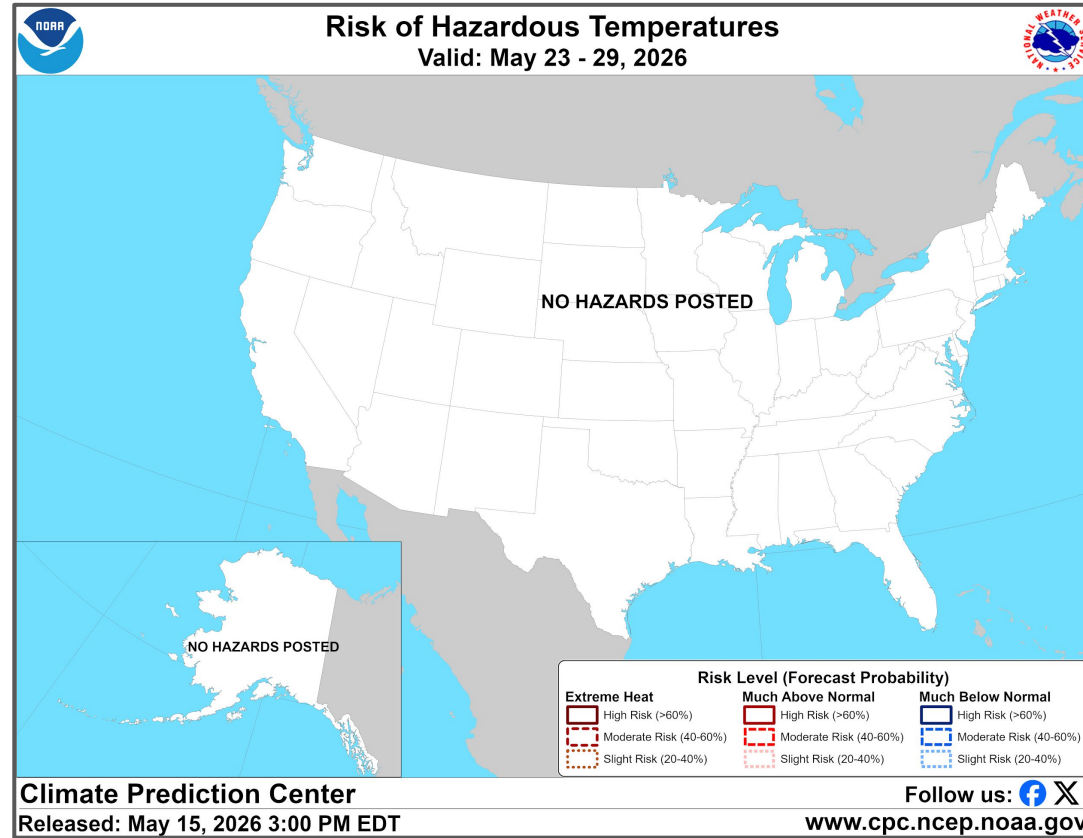 NOAA
Risk of Hazardous Temperatures
Valid: May 23 - 29, 2026
NATIONAL WEATHER SERVICE
NO HAZARDS POSTED
NO HAZARDS POSTED
Risk Level (Forecast Probability)
Extreme Heat
High Risk (>60%)
Moderate Risk (40-60%)
Slight Risk (20-40%)
Much Above Normal
High Risk (>60%)
Moderate Risk (40-60%)
Slight Risk (20-40%)
Much Below Normal
High Risk (>60%)
Moderate Risk (40-60%)
Slight Risk (20-40%)
Climate Prediction Center
Follow us:
Released: May 15, 2026 3:00 PM EDT
www.cpc.ncep.noaa.gov